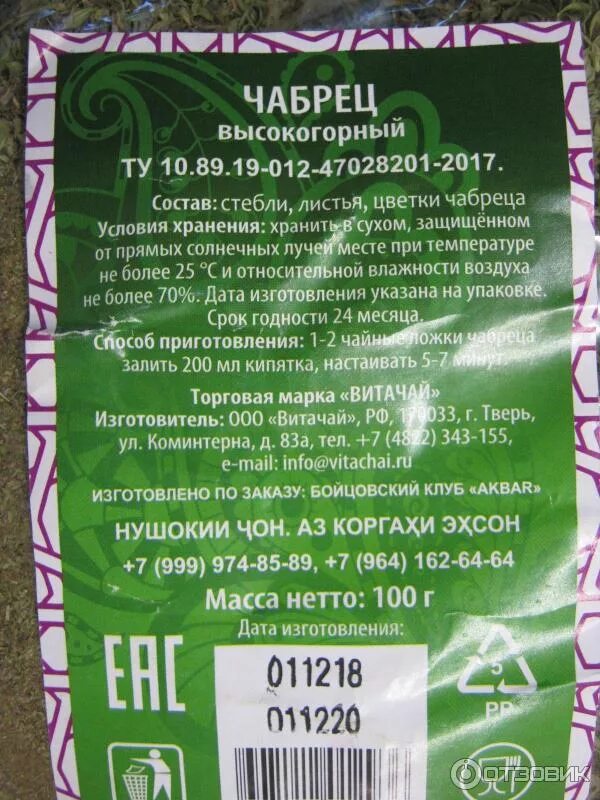 ЧАБРЕЦ
высокогорный
ТУ 10.89.19-012-47028201-2017.
Состав: стебли, листья, цветки чабреца
Условия хранения: хранить в сухом, защищённом
от прямых солнечных лучей месте при температуре
не более 25 °С и относительной влажности воздуха
не более 70%. Дата изготовления указана на упаковке.
Срок годности 24 месяца.
Способ приготовления: 1-2 чайные ложки чабреца
залить 200 мл кипятка, настаивать 5-7 минут.
Торговая марка «ВИТАЧАЙ»
Изготовитель: ООО «Витачай», РФ, 170033, г. Тверь,
ул. Коминтерна, д. 83а, тел. +7 (4822) 343-155,
e-mail: info@vitachai.ru
ИЗГОТОВЛЕНО ПО ЗАКАЗУ: БОЙЦОВСКИЙ КЛУБ «AKBAR»
НУШОКИИ ҶОН. АЗ КОРГАҲИ ЭҲСОН
+7 (999) 974-85-89, +7 (964) 162-64-64
Масса нетто: 100 г
Дата изготовления:
EAC
011218
011220
5
PP
ОТЗОВИК